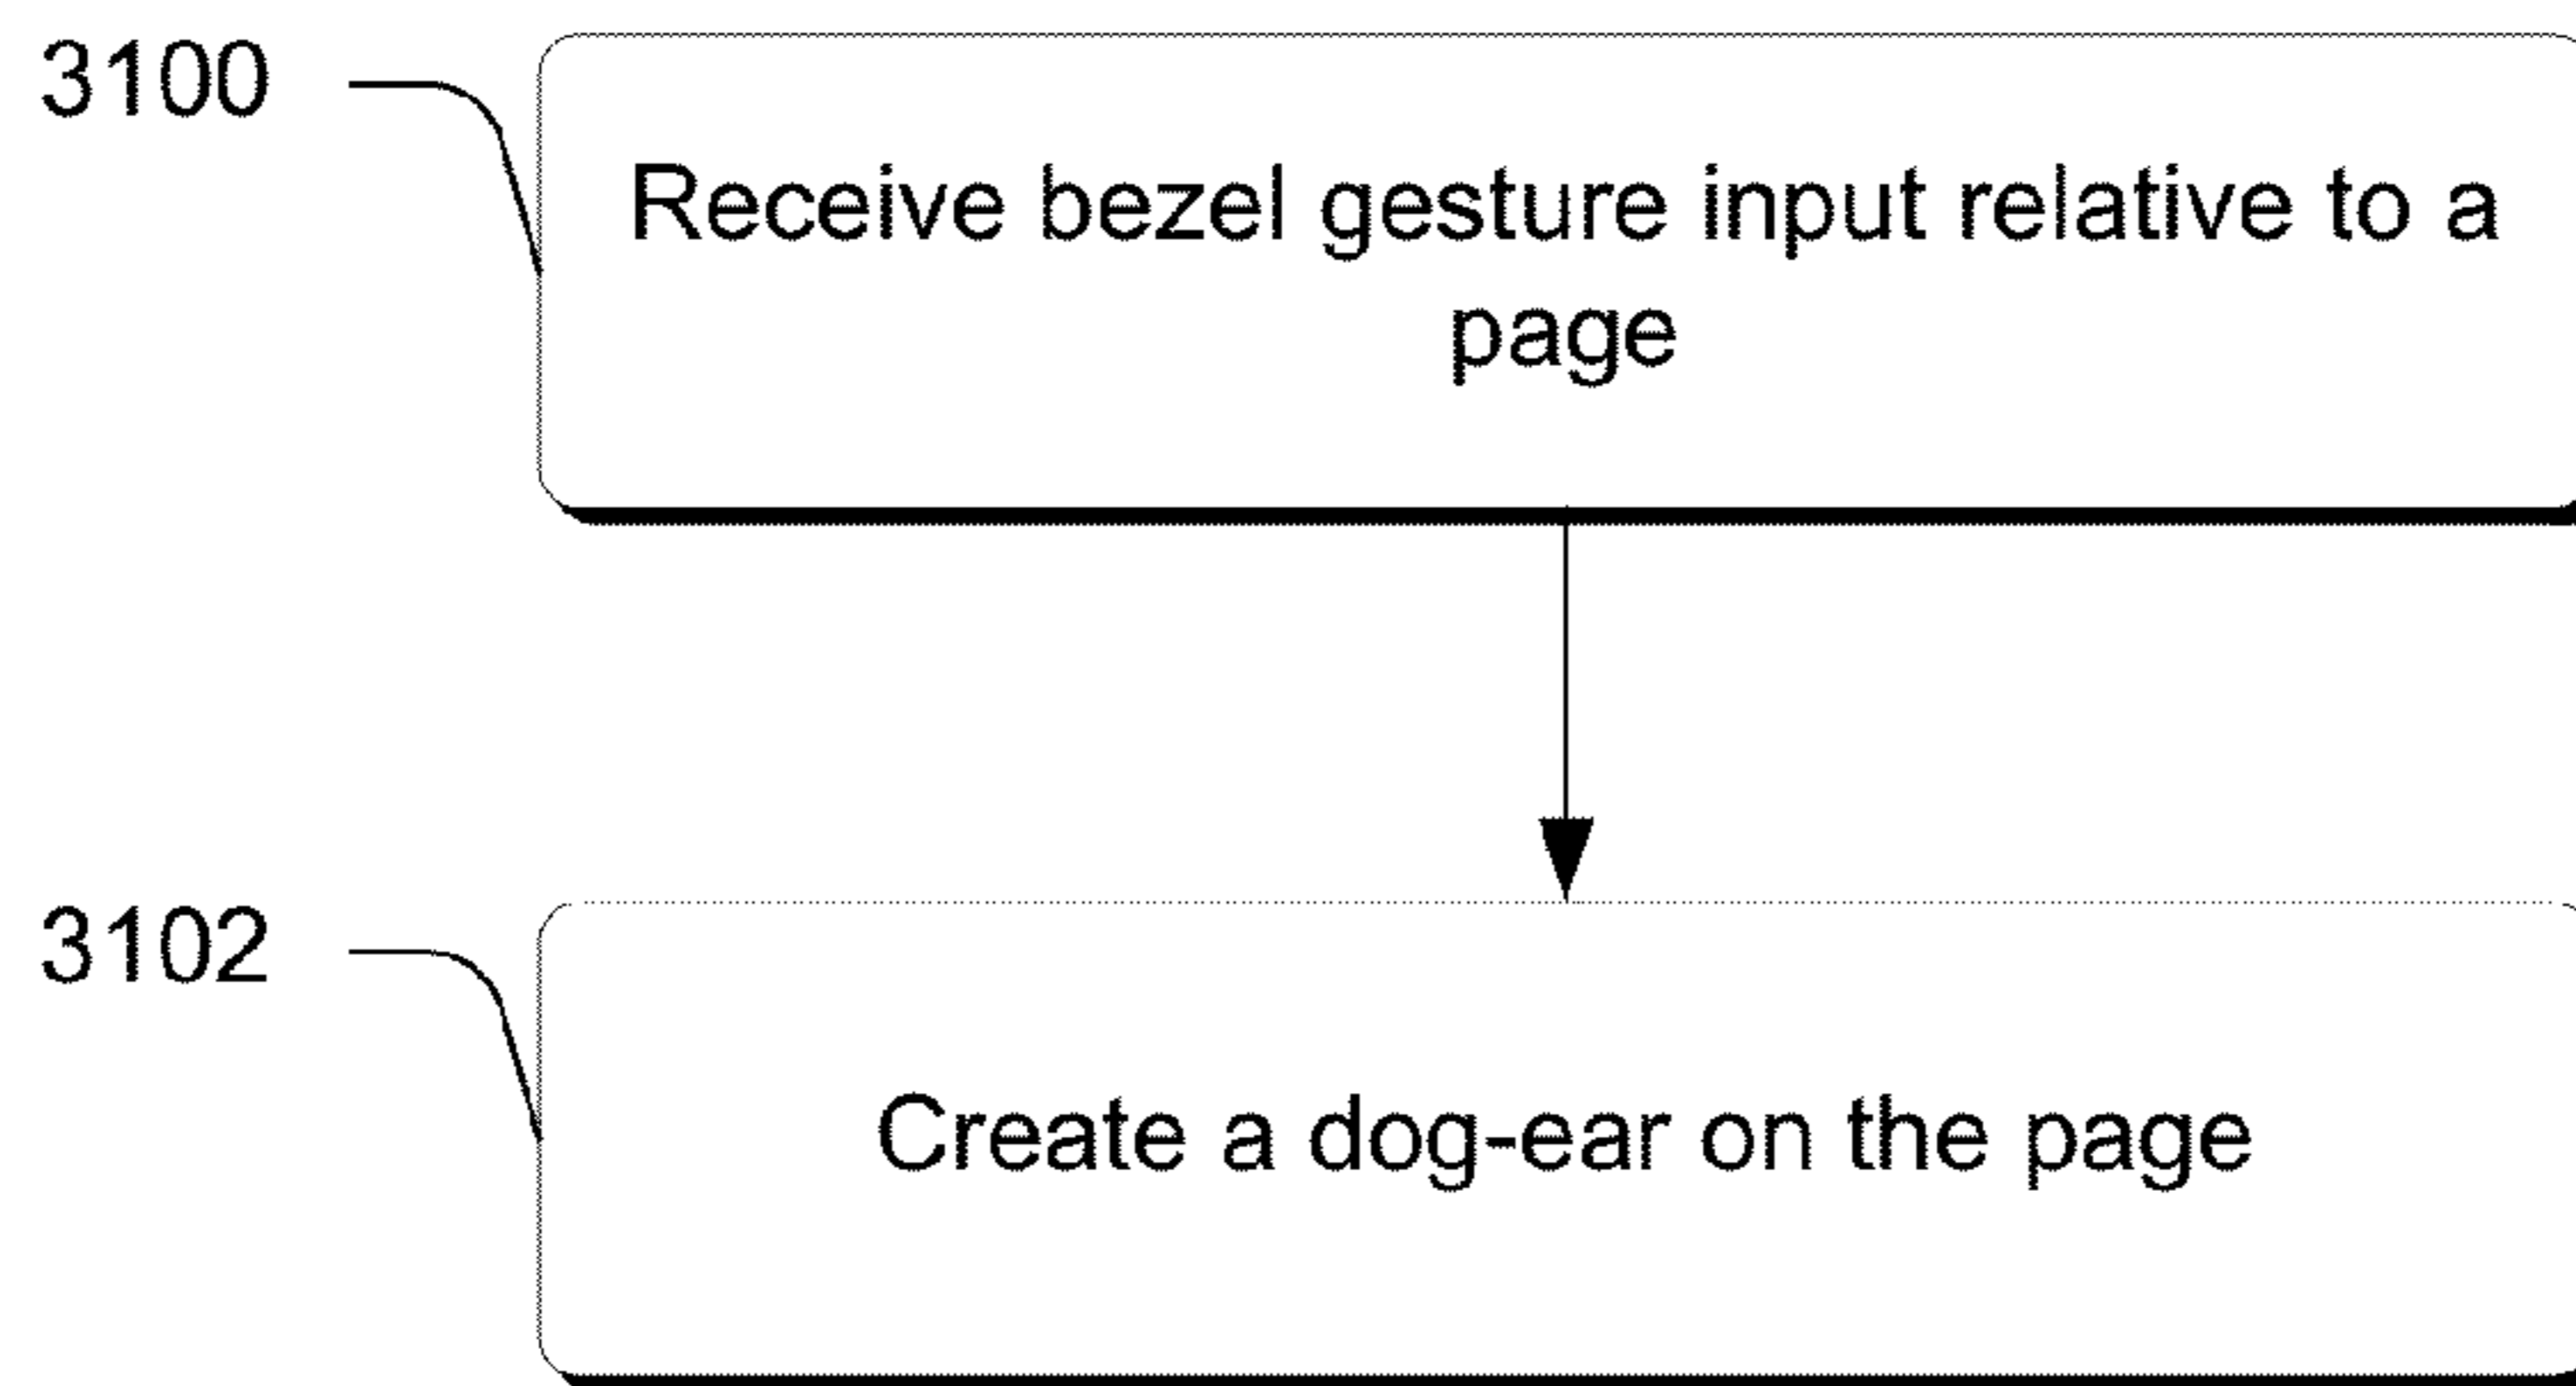 3100
Receive bezel gesture input relative to a
page
3102
Create a dog-ear on the page